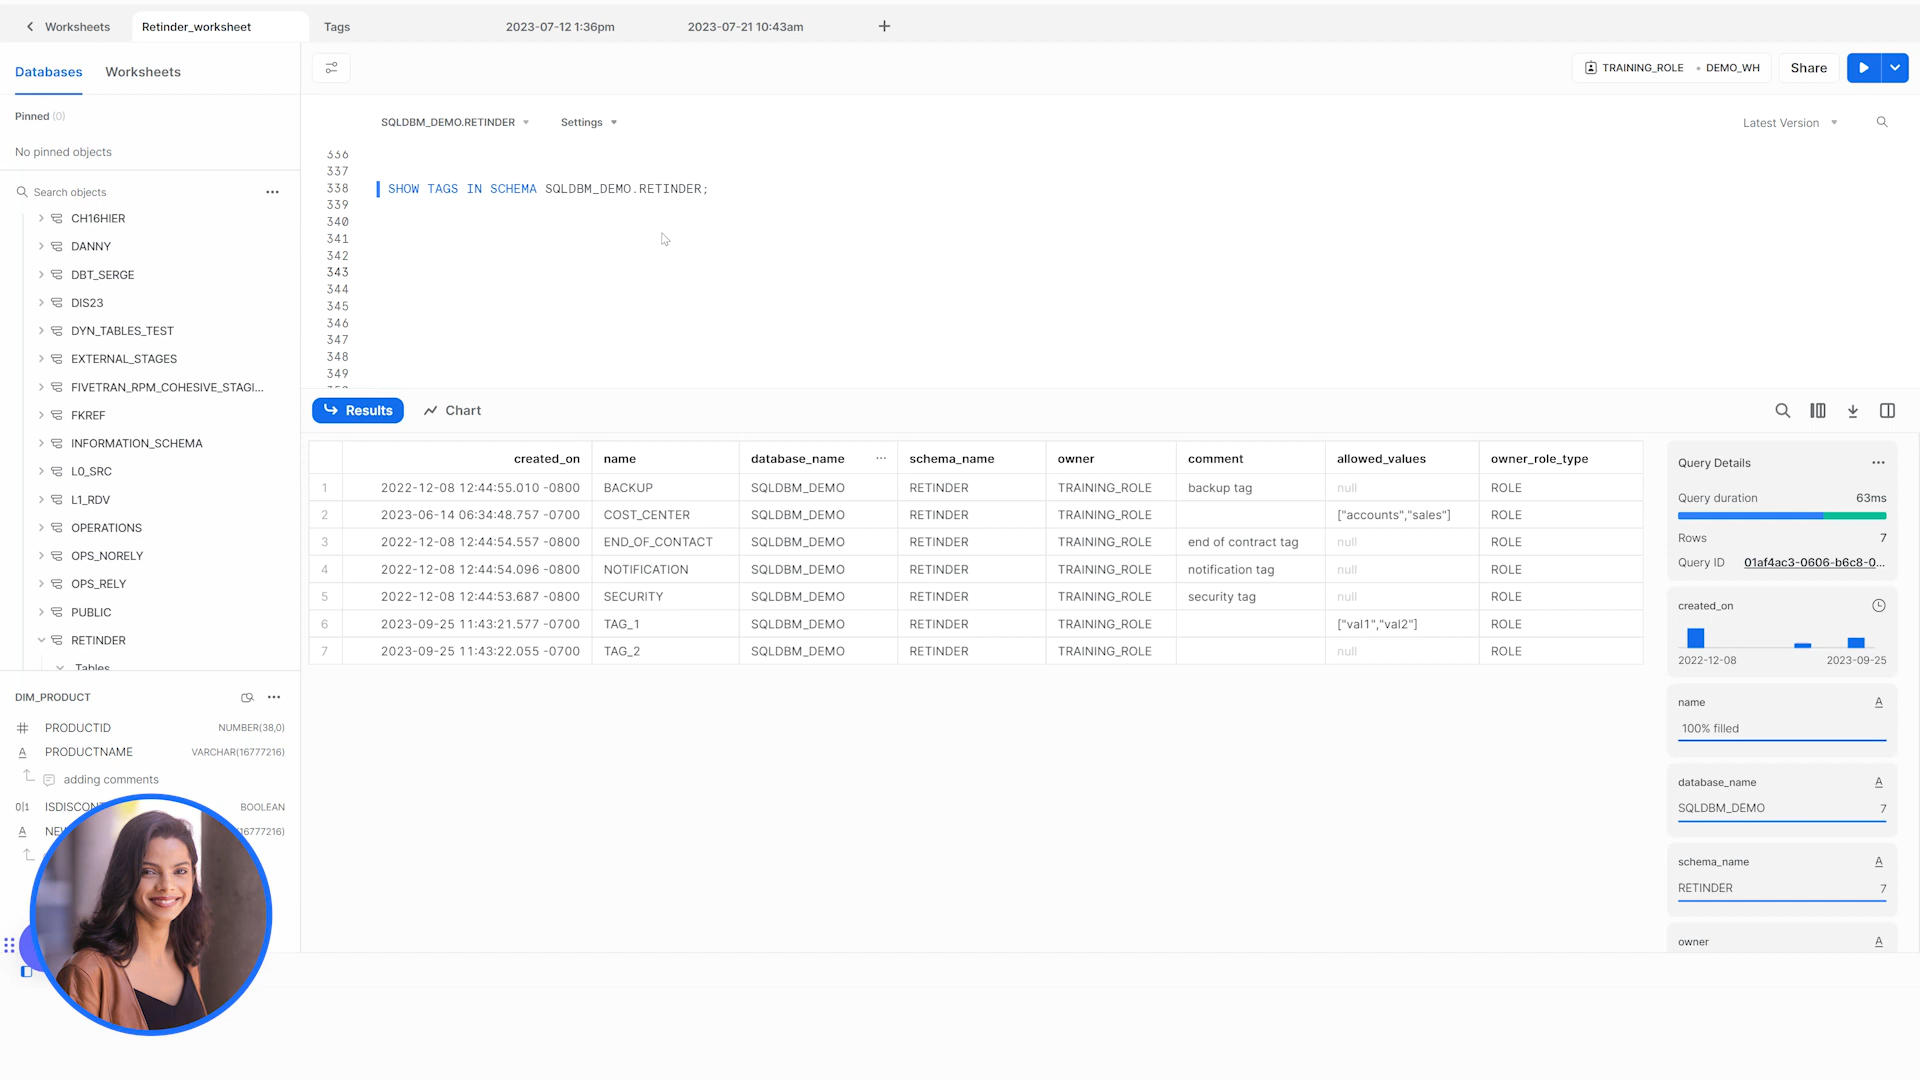 Worksheets
Retinder_worksheet
Tags
2023-07-12 1:36pm
2023-07-21 10:43am
+
Databases
Worksheets
TRAINING_ROLE
DEMO_WH
Share
Pinned (0)
No pinned objects
Search objects
CH16HIER
DANNY
DBT_SERGE
DIS23
DYN_TABLES_TEST
EXTERNAL_STAGES
FIVETRAN_RPM_COHESIVE_STAGI...
FKREF
INFORMATION_SCHEMA
L0_SRC
L1_RDV
OPERATIONS
OPS_NORELY
OPS_RELY
PUBLIC
RETINDER
Tables
DIM_PRODUCT
PRODUCTID NUMBER(38,0)
PRODUCTNAME VARCHAR(16777216)
adding comments
BOOLEAN
SQLDBM_DEMO.RETINDER
Settings
Latest Version
336
337
338 SHOW TAGS IN SCHEMA SQLDBM_DEMO.RETINDER;
339
340
341
342
343
344
345
346
347
348
349
Results
Chart
created_on name database_name ... schema_name owner comment allowed_values owner_role_type
1 2022-12-08 12:44:55.010 -0800 BACKUP SQLDBM_DEMO RETINDER TRAINING_ROLE backup tag null ROLE
2 2023-06-14 06:34:48.757 -0700 COST_CENTER SQLDBM_DEMO RETINDER TRAINING_ROLE ["accounts","sales"] ROLE
3 2022-12-08 12:44:54.557 -0800 END_OF_CONTACT SQLDBM_DEMO RETINDER TRAINING_ROLE end of contract tag null ROLE
4 2022-12-08 12:44:54.096 -0800 NOTIFICATION SQLDBM_DEMO RETINDER TRAINING_ROLE notification tag null ROLE
5 2022-12-08 12:44:53.687 -0800 SECURITY SQLDBM_DEMO RETINDER TRAINING_ROLE security tag null ROLE
6 2023-09-25 11:43:21.577 -0700 TAG_1 SQLDBM_DEMO RETINDER TRAINING_ROLE ["val1","val2"] ROLE
7 2023-09-25 11:43:22.055 -0700 TAG_2 SQLDBM_DEMO RETINDER TRAINING_ROLE null ROLE
Query Details
Query duration 63ms
Rows 7
Query ID 01af4ac3-0606-b6c8-0...
created_on
2022-12-08 2023-09-25
name
100% filled
database_name
SQLDBM_DEMO 7
schema_name
RETINDER 7
owner